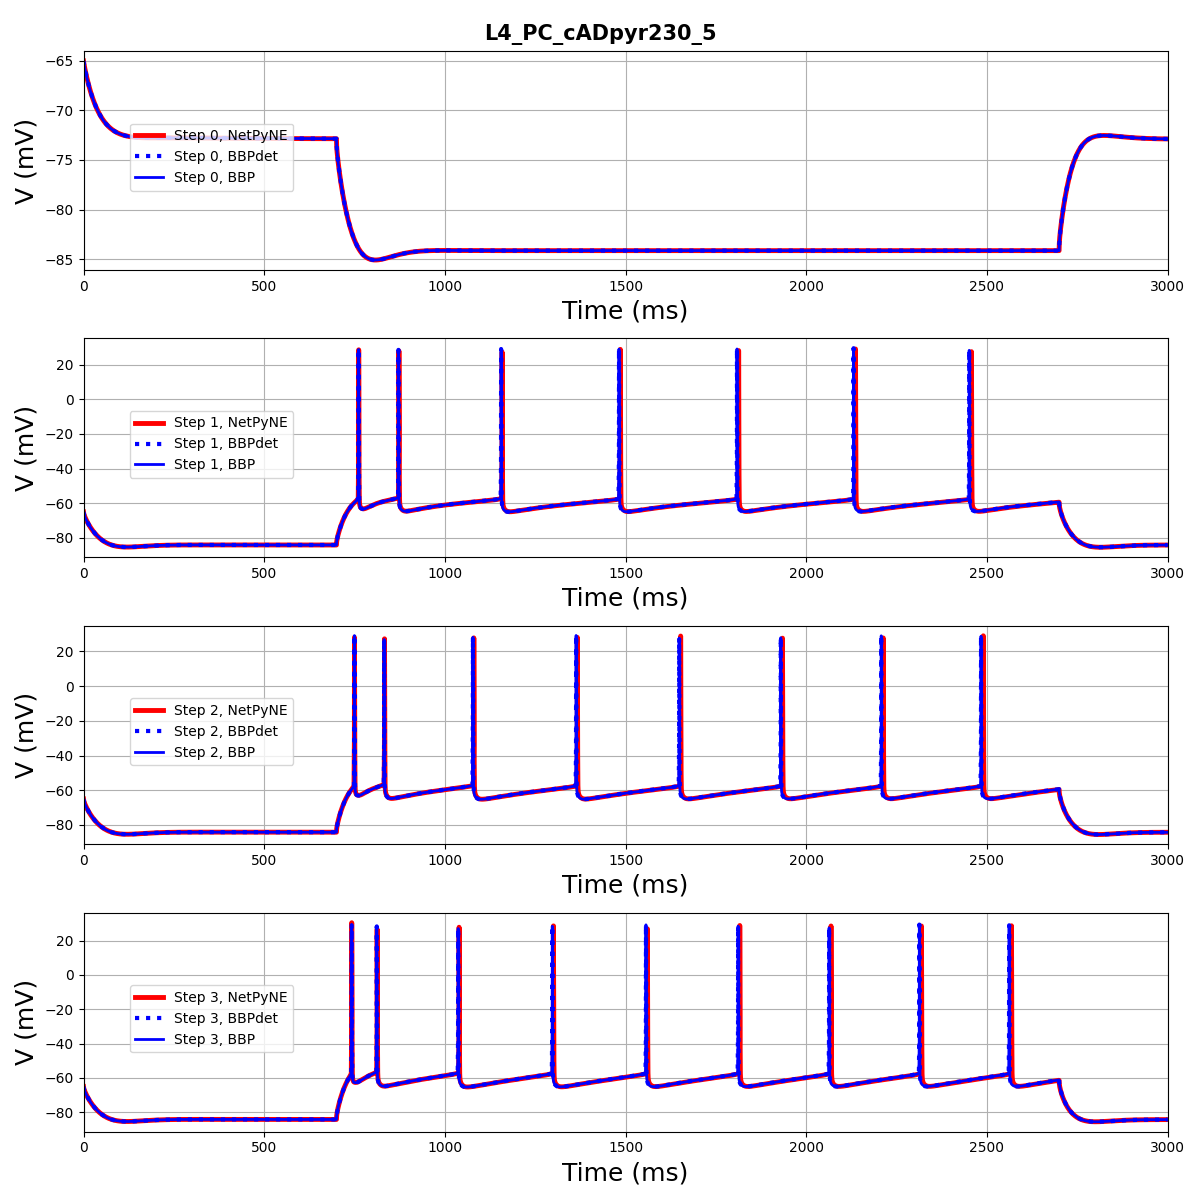 L4_PC_cADpyr230_5
−65
−70
−75
−80
−85
V (mV)
Step 0, NetPyNE
Step 0, BBPdet
Step 0, BBP
0 500 1000 1500 2000 2500 3000
Time (ms)
20
0
−20
−40
−60
−80
V (mV)
Step 1, NetPyNE
Step 1, BBPdet
Step 1, BBP
0 500 1000 1500 2000 2500 3000
Time (ms)
20
0
−20
−40
−60
−80
V (mV)
Step 2, NetPyNE
Step 2, BBPdet
Step 2, BBP
0 500 1000 1500 2000 2500 3000
Time (ms)
20
0
−20
−40
−60
−80
V (mV)
Step 3, NetPyNE
Step 3, BBPdet
Step 3, BBP
0 500 1000 1500 2000 2500 3000
Time (ms)